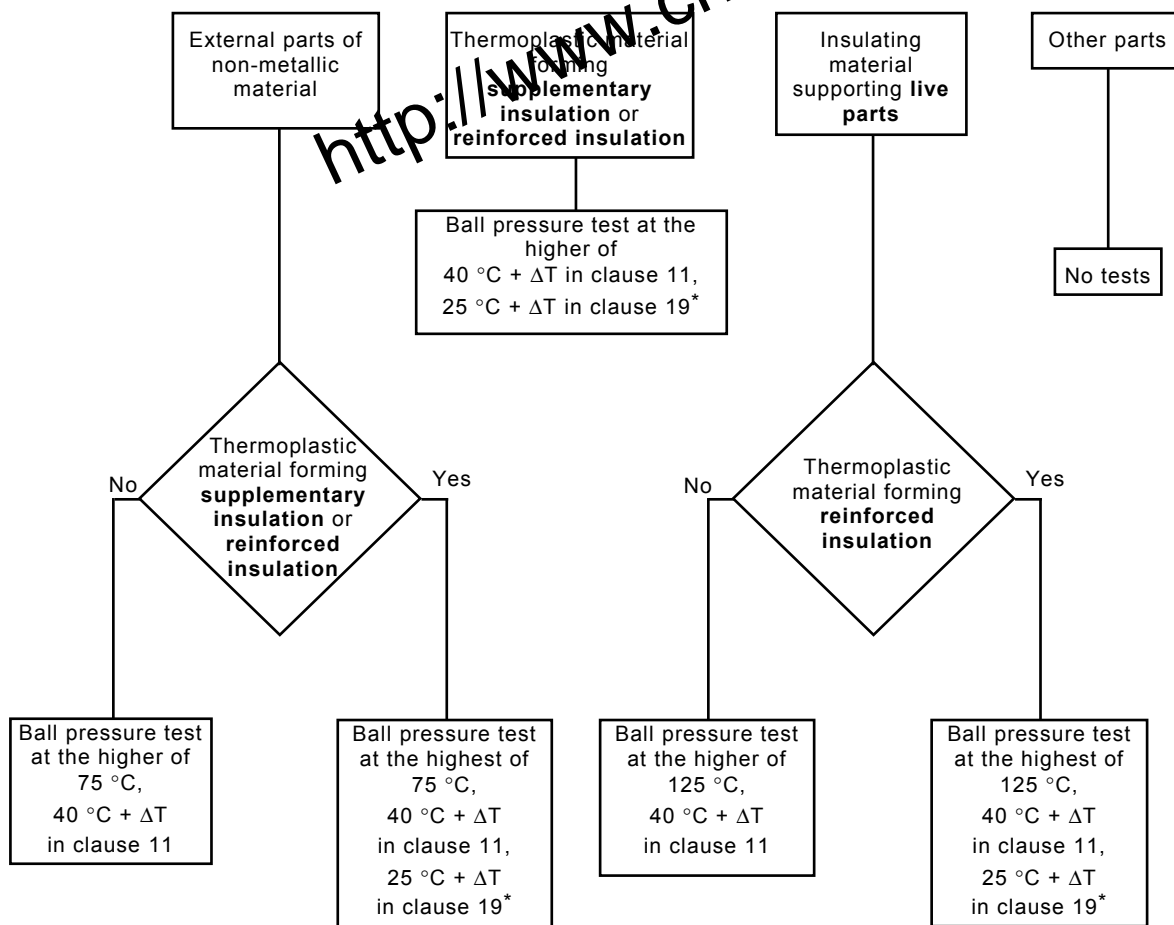 External parts of
non-metallic
material
Thermoplastic material
forming
supplementary
insulation or
reinforced insulation
Insulating
material
supporting live
parts
Other parts
http://www.
Ball pressure test at the
higher of
40 °C + ΔT in clause 11,
25 °C + ΔT in clause 19*
No tests
Thermoplastic
material forming
supplementary
insulation or
reinforced
insulation
No
Yes
Thermoplastic
material forming
reinforced
insulation
No
Yes
Ball pressure test
at the higher of
75 °C,
40 °C + ΔT
in clause 11
Ball pressure test
at the highest of
75 °C,
40 °C + ΔT
in clause 11,
25 °C + ΔT
in clause 19*
Ball pressure test
at the higher of
125 °C,
40 °C + ΔT
in clause 11
Ball pressure test
at the highest of
125 °C,
40 °C + ΔT
in clause 11,
25 °C + ΔT
in clause 19*